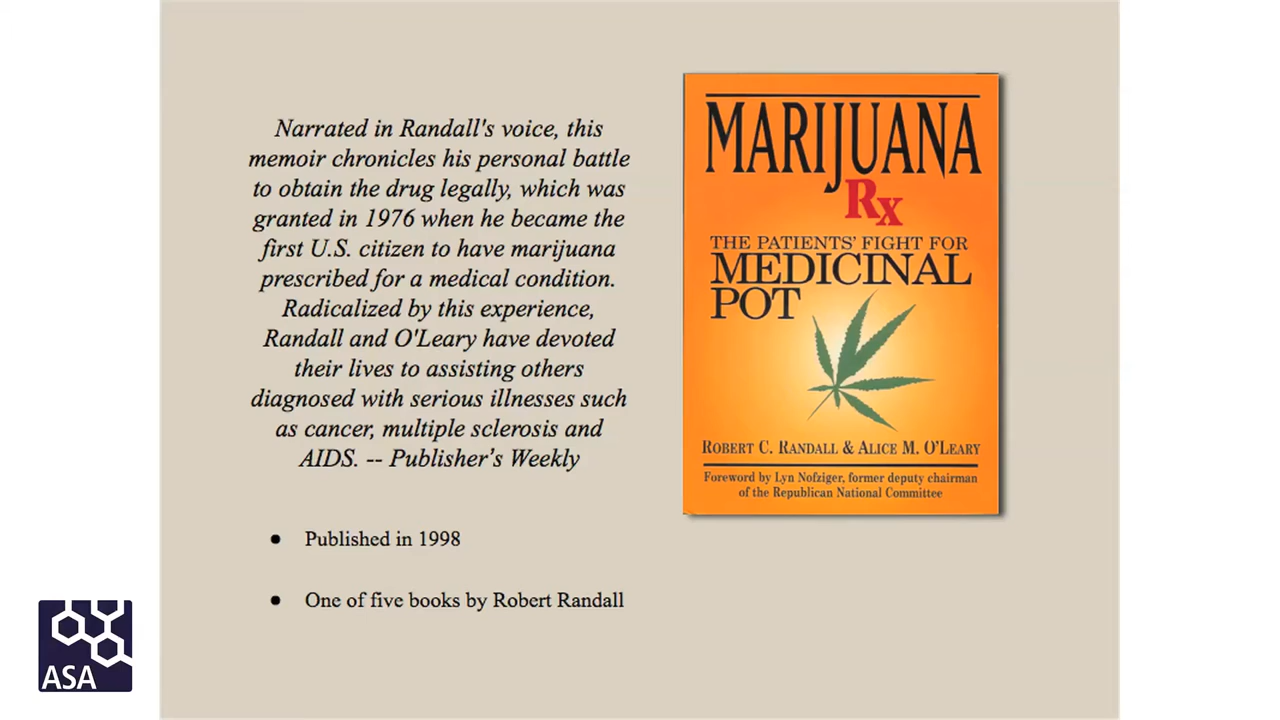 Narrated in Randall's voice, this
memoir chronicles his personal battle
to obtain the drug legally, which was
granted in 1976 when he became the
first U.S. citizen to have marijuana
prescribed for a medical condition.
Radicalized by this experience,
Randall and O'Leary have devoted
their lives to assisting others
diagnosed with serious illnesses such
as cancer, multiple sclerosis and
AIDS. -- Publisher’s Weekly
● Published in 1998
● One of five books by Robert Randall
MARIJUANA
Rx
THE PATIENTS’ FIGHT FOR
MEDICINAL
POT
ROBERT C. RANDALL & ALICE M. O’LEARY
Foreword by Lyn Nofziger, former deputy chairman
of the Republican National Committee
ASA